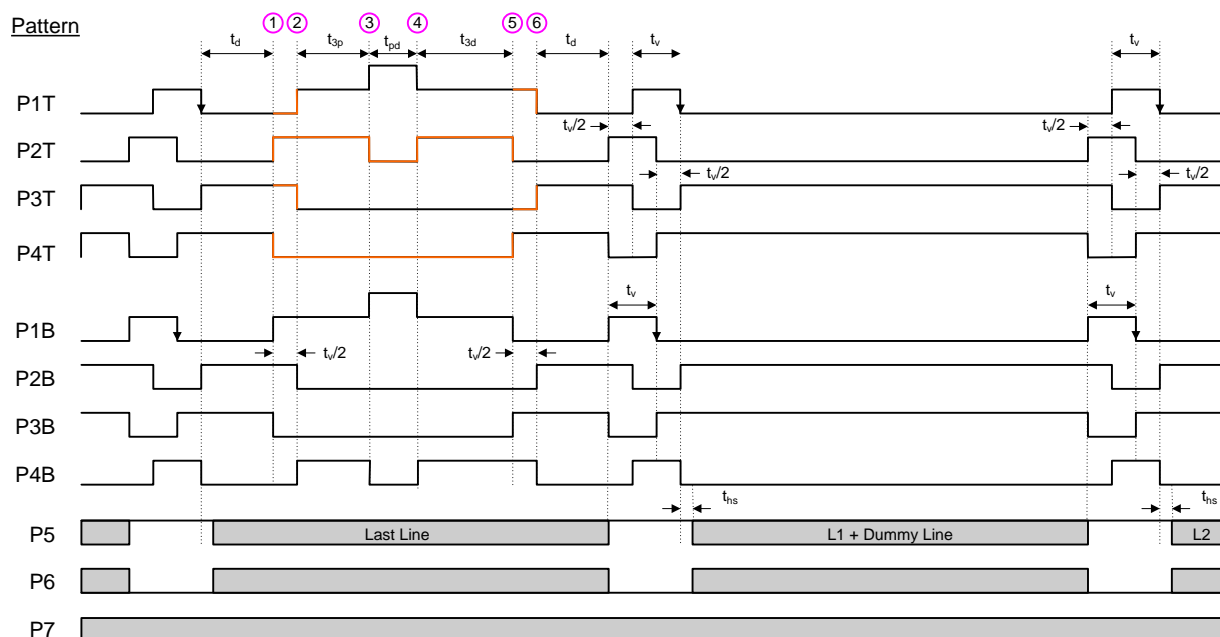 Pattern
1 2 3 4 5 6
td t3p tpd t3d td tv tv
P1T
tv/2 tv/2
P2T
tv/2 tv/2
P3T
P4T
tv tv
P1B
tv/2 tv/2
P2B
P3B
P4B
ths ths
P5 Last Line L1 + Dummy Line L2
P6
P7